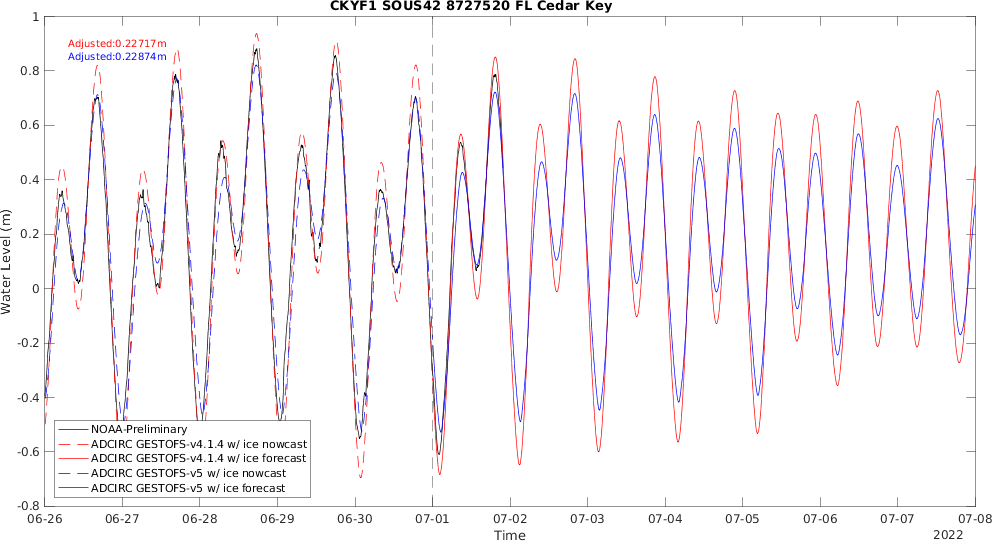 CKYF1 SOUS42 8727520 FL Cedar Key
Adjusted:0.22717m
Adjusted:0.22874m
Water Level (m)
1
0.8
0.6
0.4
0.2
0
-0.2
-0.4
-0.6
-0.8
NOAA-Preliminary
ADCIRC GESTOFS-v4.1.4 w/ ice nowcast
ADCIRC GESTOFS-v4.1.4 w/ ice forecast
ADCIRC GESTOFS-v5 w/ ice nowcast
ADCIRC GESTOFS-v5 w/ ice forecast
06-26 06-27 06-28 06-29 06-30 07-01 07-02 07-03 07-04 07-05 07-06 07-07 07-08
Time
2022